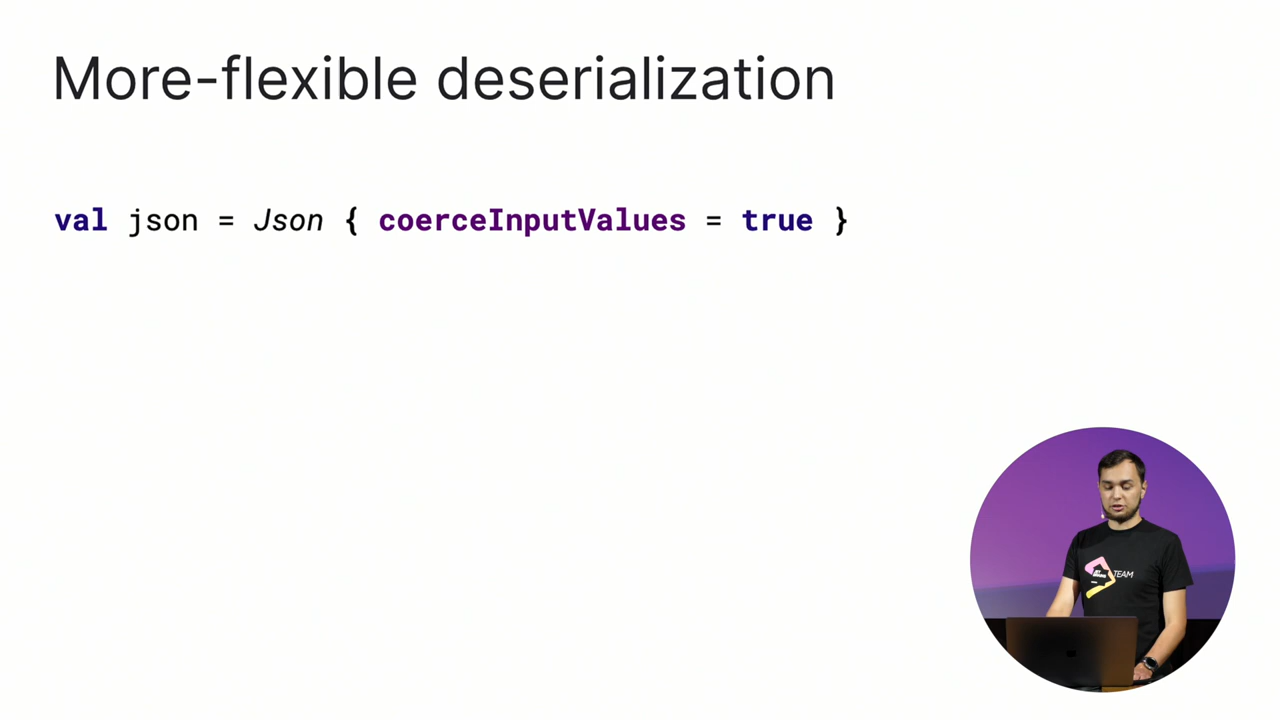 More-flexible deserialization
val json = Json { coerceInputValues = true }
TEAM